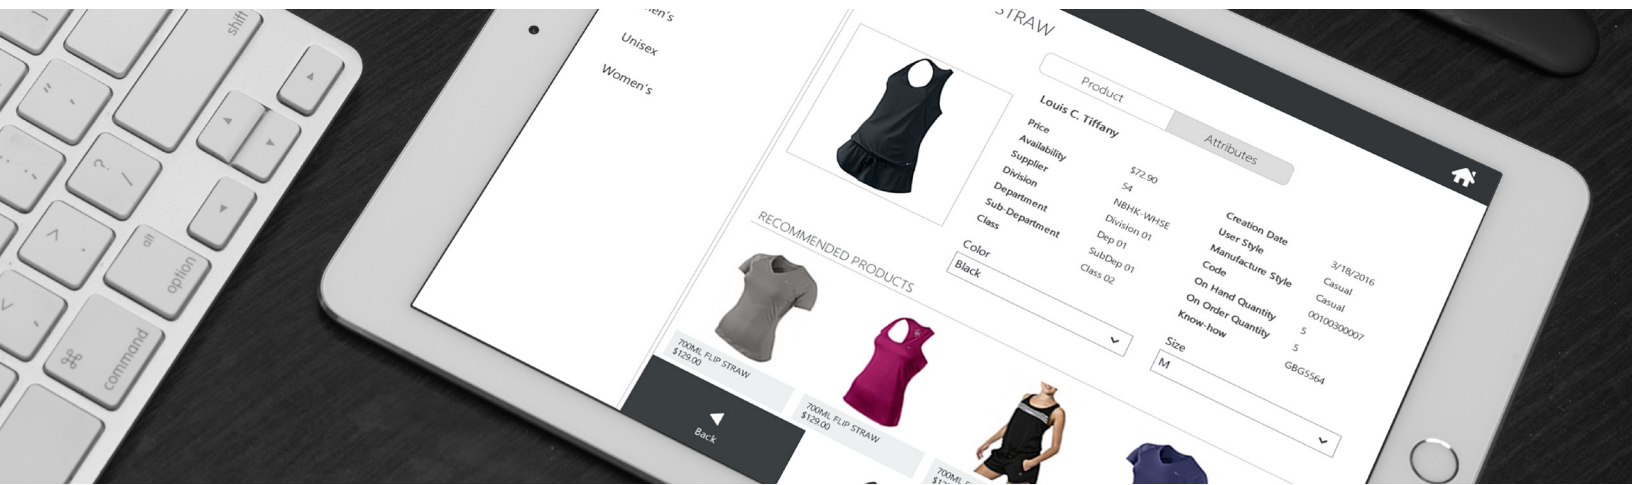 shift
option
alt
command
Unisex
Women's
STRAW
Product
Attributes
Louis C. Tiffany
Price
$72.90
Availability
54
Supplier
NBHK-WHSE
Division
Division 01
Department
Dep 01
Sub-Department
SubDep 01
Class
Class 02
Creation Date
3/18/2016
User Style
Casual
Manufacture Style
Casual
Code
00100300007
On Hand Quantity
5
On Order Quantity
5
Know-how
GBG5564
Color
Black
Size
M
RECOMMENDED PRODUCTS
700ML FLIP STRAW
$129.00
700ML FLIP STRAW
$129.00
700ML
Back